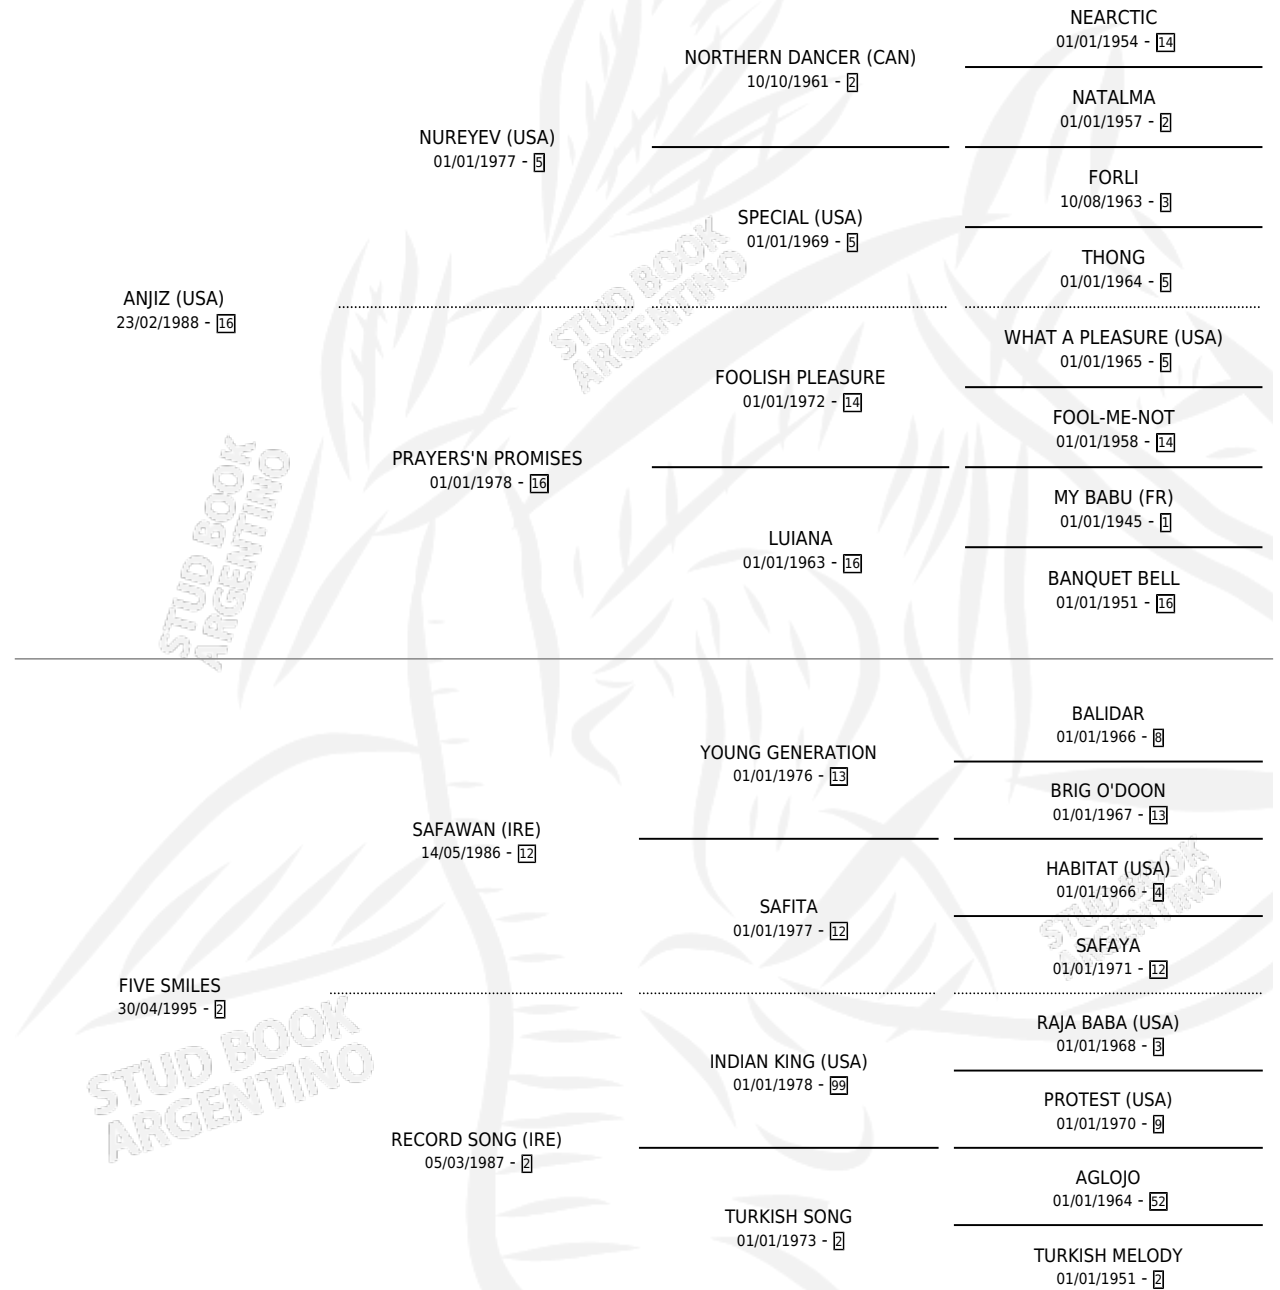 NEARCTIC
01/01/1954 - 14
NORTHERN DANCER (CAN)
10/10/1961 - 2
NATALMA
01/01/1957 - 2
NUREYEV (USA)
01/01/1977 - 5
FORLI
10/08/1963 - 3
SPECIAL (USA)
01/01/1969 - 5
THONG
01/01/1964 - 5
ANJIZ (USA)
23/02/1988 - 16
WHAT A PLEASURE (USA)
01/01/1965 - 5
FOOLISH PLEASURE
01/01/1972 - 14
FOOL-ME-NOT
01/01/1958 - 14
PRAYERS'N PROMISES
01/01/1978 - 16
MY BABU (FR)
01/01/1945 - 1
LUIANA
01/01/1963 - 16
BANQUET BELL
01/01/1951 - 16
BALIDAR
01/01/1966 - 8
YOUNG GENERATION
01/01/1976 - 13
BRIG O'DOON
01/01/1967 - 13
SAFAWAN (IRE)
14/05/1986 - 12
HABITAT (USA)
01/01/1966 - 4
SAFITA
01/01/1977 - 12
SAFAYA
01/01/1971 - 12
FIVE SMILES
30/04/1995 - 2
RAJA BABA (USA)
01/01/1968 - 3
INDIAN KING (USA)
01/01/1978 - 99
PROTEST (USA)
01/01/1970 - 9
RECORD SONG (IRE)
05/03/1987 - 2
AGLOJO
01/01/1964 - 52
TURKISH SONG
01/01/1973 - 2
TURKISH MELODY
01/01/1951 - 2
STUD BOOK
ARGENTINO
STUD BOOK
ARGENTINO
STUD BOOK
ARGENTINO
STUD BOOK
ARGENTINO